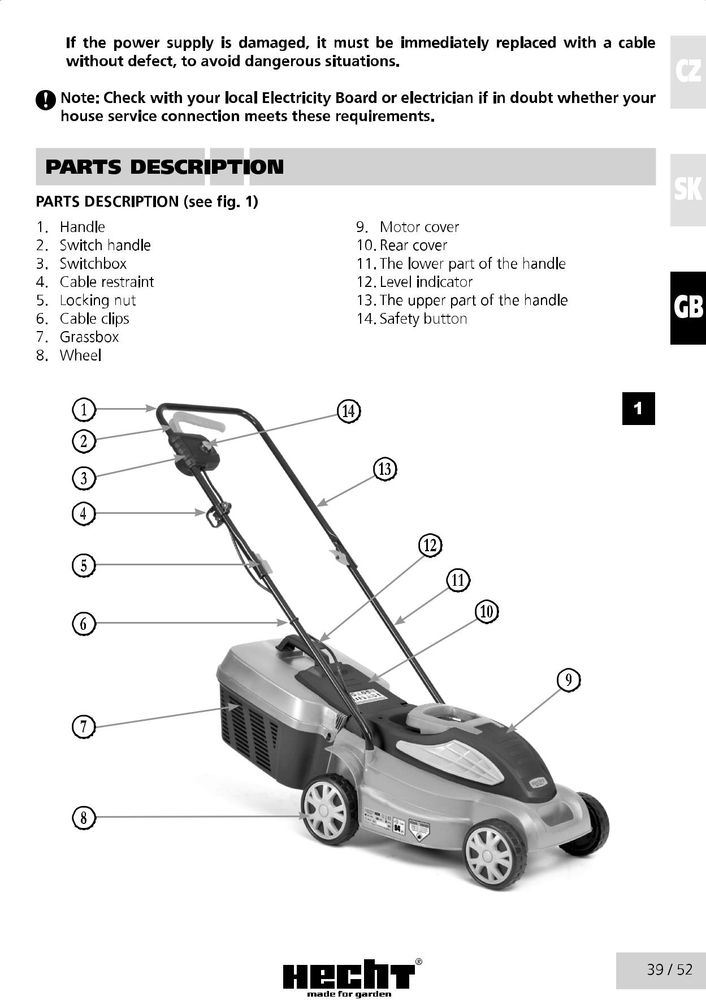 If the power supply is damaged, it must be immediately replaced with a cable
without defect, to avoid dangerous situations.
Note: Check with your local Electricity Board or electrician if in doubt whether your
house service connection meets these requirements.
PARTS DESCRIPTION
PARTS DESCRIPTION (see fig. 1)
1. Handle
2. Switch handle
3. Switchbox
4. Cable restraint
5. Locking nut
6. Cable clips
7. Grassbox
8. Wheel
9. Motor cover
10. Rear cover
11. The lower part of the handle
12. Level indicator
13. The upper part of the handle
14. Safety button
CZ
SK
GB
1
1
14
2
13
3
4
12
5
11
10
6
9
7
8
HECHT
HECHT 1434
94
HECHT®
made for garden
39 / 52